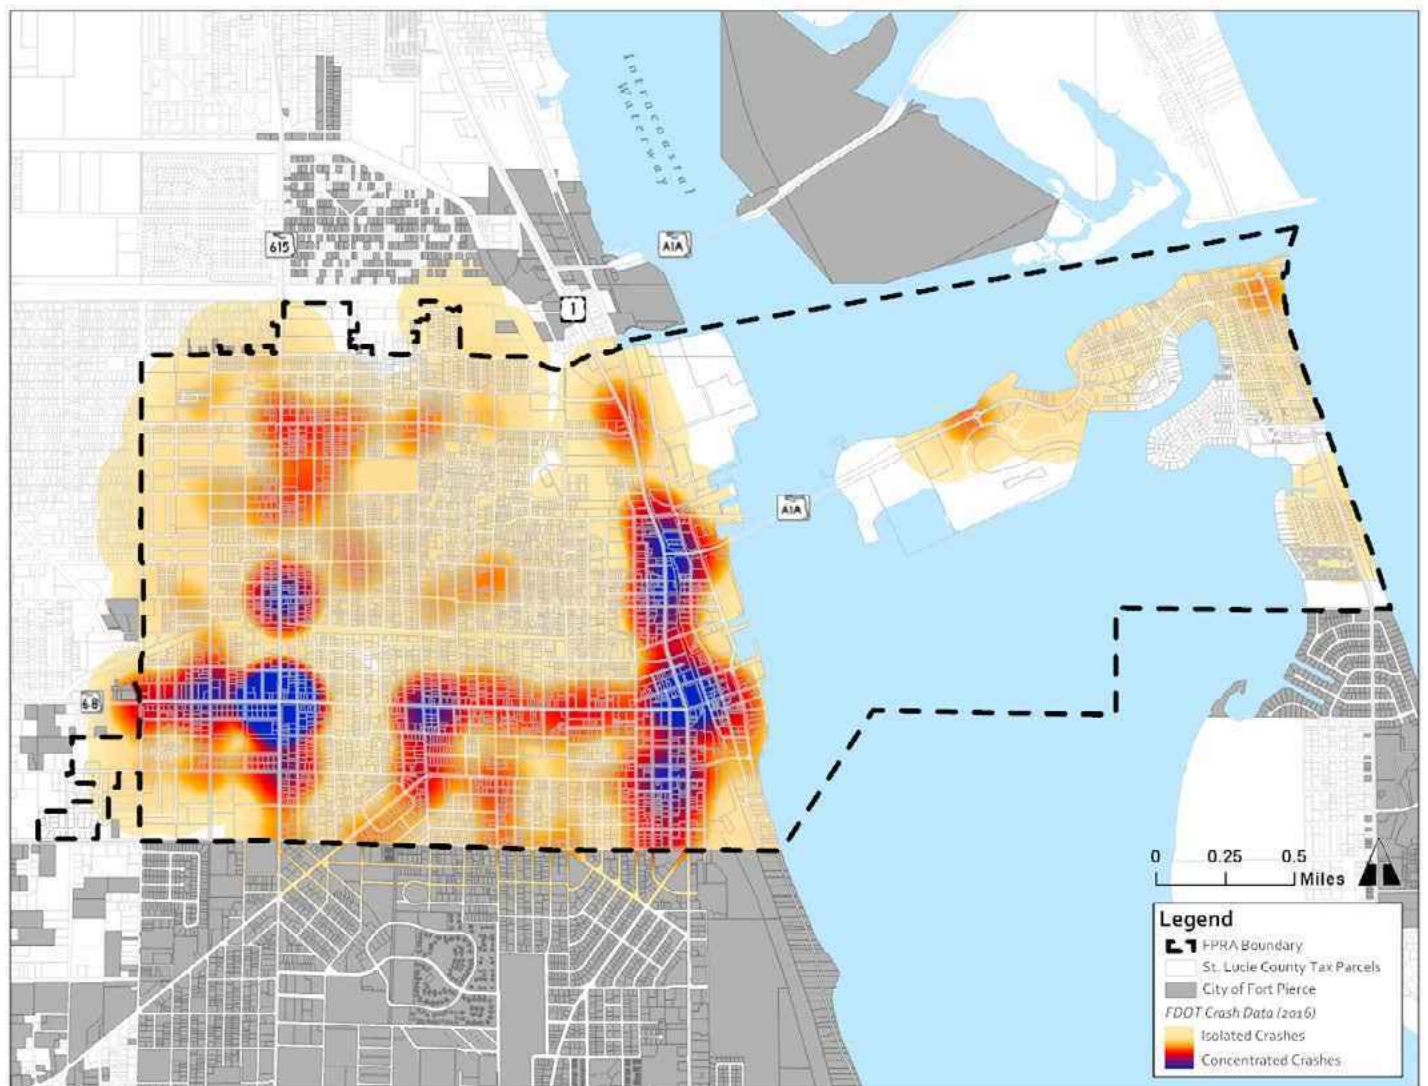 Intracoastal
Waterway
615
A1A
1
A1A
68
0 0.25 0.5
Miles
Legend
FPRA Boundary
St. Lucie County Tax Parcels
City of Fort Pierce
FDOT Crash Data (2016)
Isolated Crashes
Concentrated Crashes